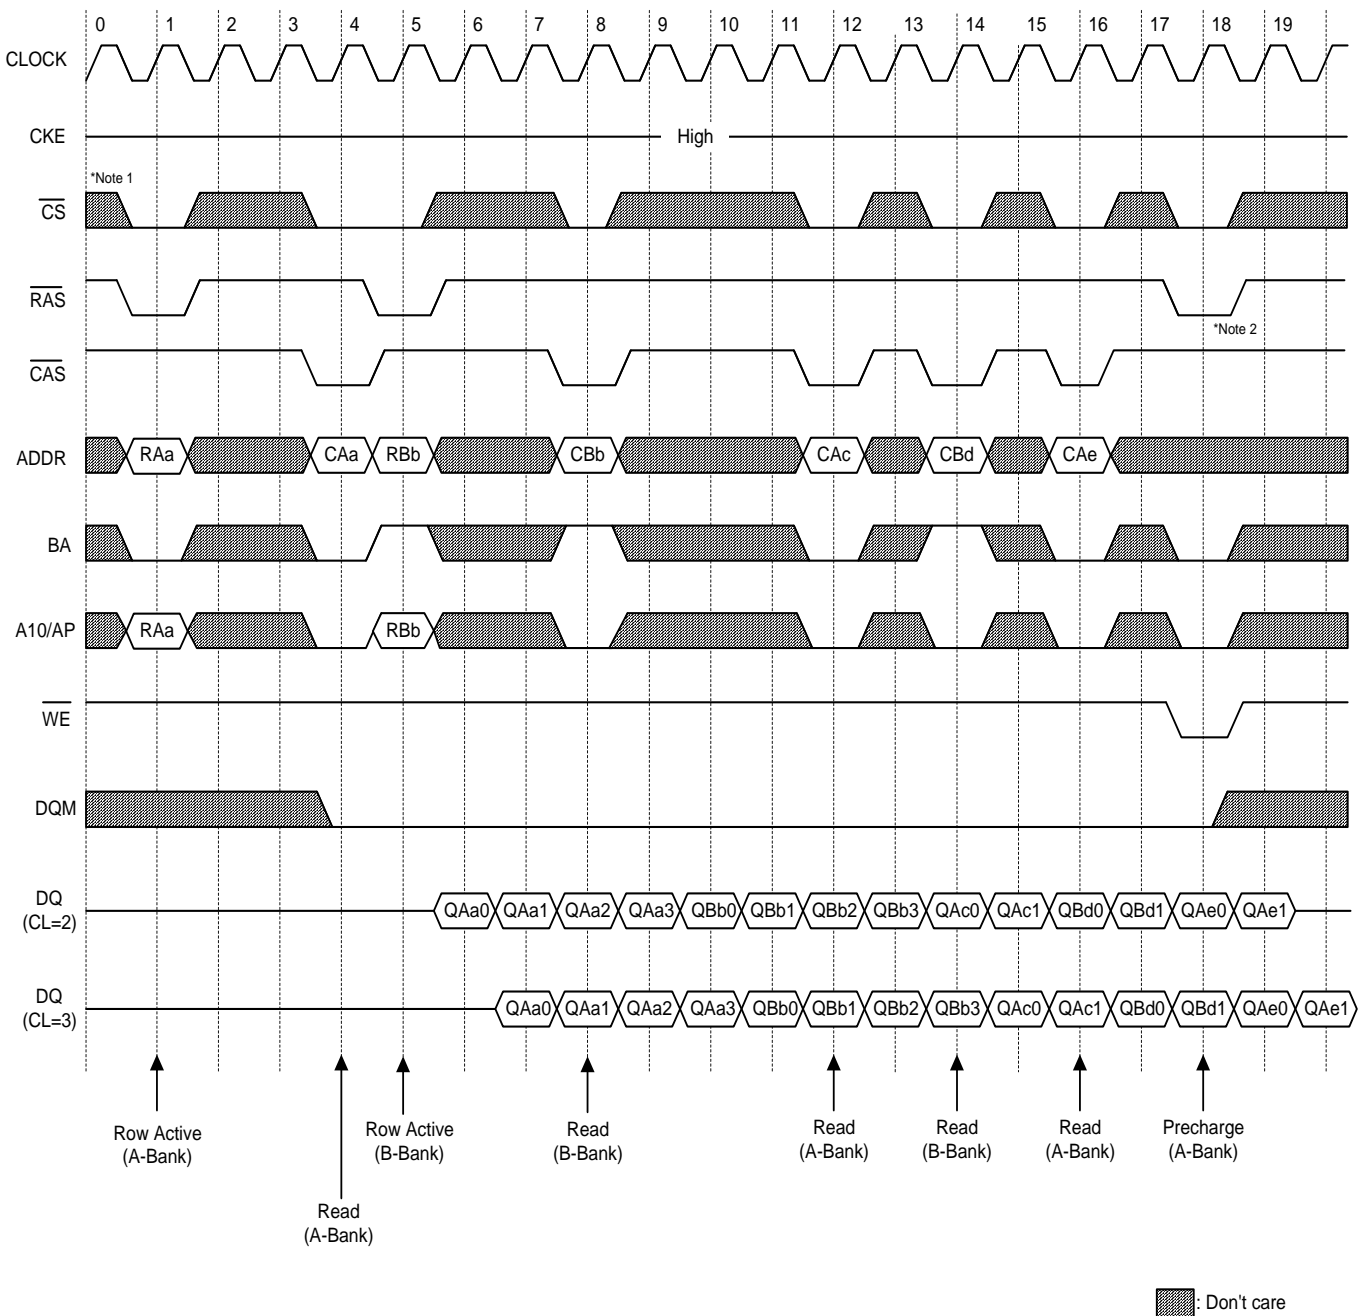 0 1 2 3 4 5 6 7 8 9 10 11 12 13 14 15 16 17 18 19
CLOCK
CKE High
*Note 1
CS
RAS
*Note 2
CAS
ADDR RAa CAa RBb CBb CAc CBd CAe
BA
A10/AP RAa RBb
WE
DQM
DQ
(CL=2)
QAa0 QAa1 QAa2 QAa3 QBb0 QBb1 QBb2 QBb3 QAc0 QAc1 QBd0 QBd1 QAe0 QAe1
DQ
(CL=3)
QAa0 QAa1 QAa2 QAa3 QBb0 QBb1 QBb2 QBb3 QAc0 QAc1 QBd0 QBd1 QAe0 QAe1
Row Active
(A-Bank)
Read
(A-Bank)
Row Active
(B-Bank)
Read
(B-Bank)
Read
(A-Bank)
Read
(B-Bank)
Read
(A-Bank)
Precharge
(A-Bank)
: Don't care